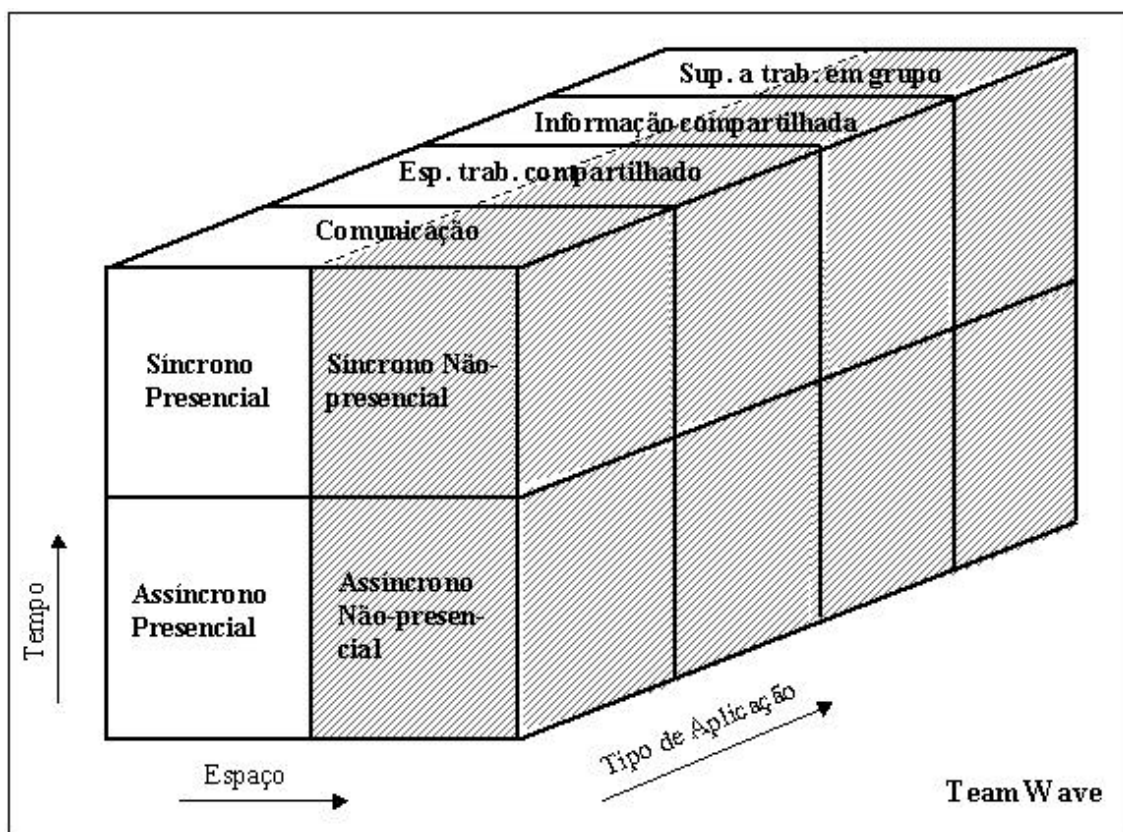 Sup. a trab. em grupo
Informação compartilhada
Esp. trab. compartilhado
Comunicação
Síncrono
Presencial
Síncrono Não-
presencial
Assíncrono
Presencial
Assíncrono
Não-presen-
cial
Tempo
Espaço
Tipo de Aplicação
TeamWave